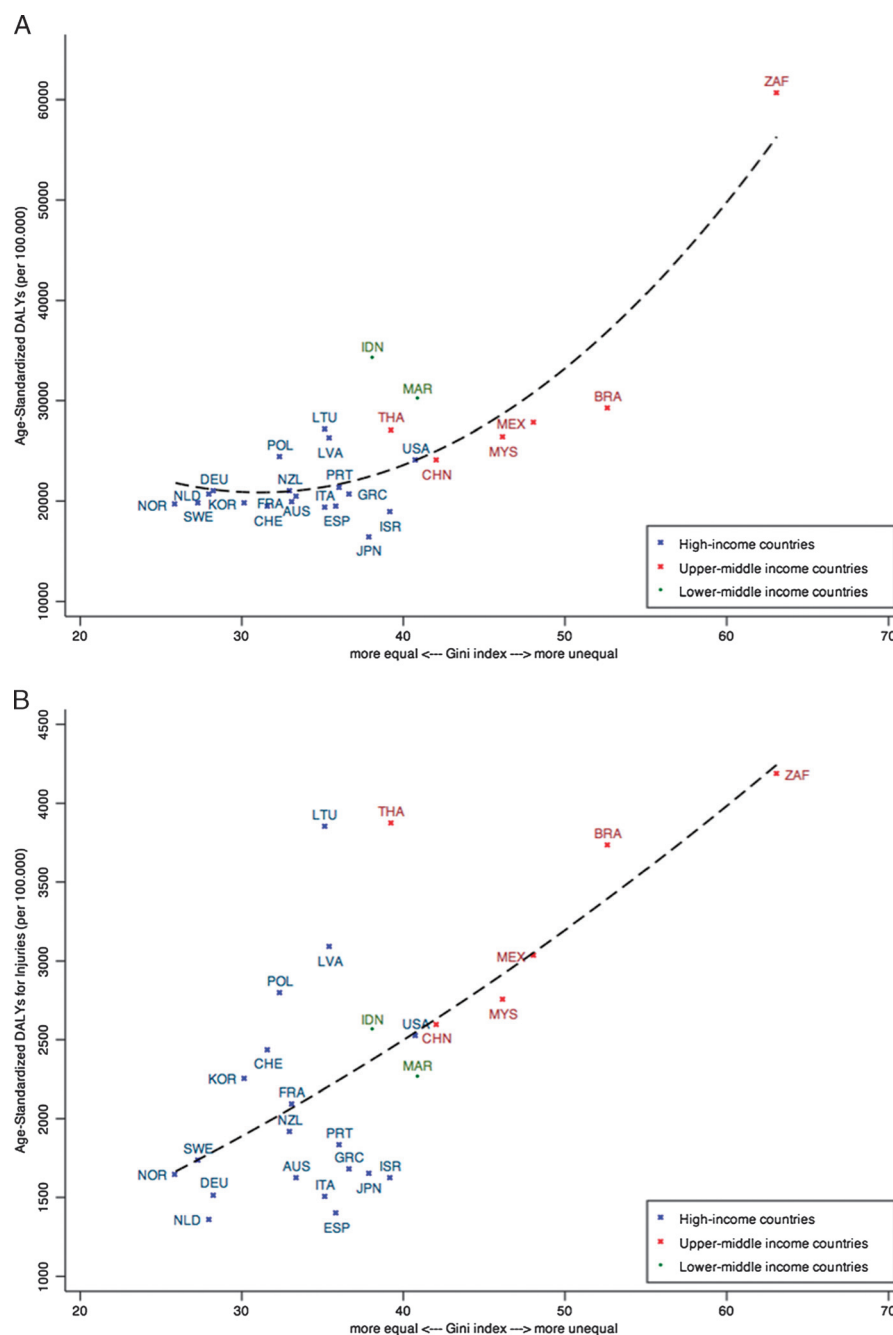 A
Age-Standardized DALYs (per 100.000)
60000
50000
40000
30000
20000
10000
ZAF
IDN
MAR
BRA
LTU
THA
MEX
POL
LVA
USA
MYS
CHN
DEU
NZL
PRT
NLD
FRA
ITA
GRC
NOR
KOR
SWE
CHE
AUS
ESP
ISR
JPN
High-income countries
Upper-middle income countries
Lower-middle income countries
20 30 40 50 60 70
more equal <--- Gini index ---> more unequal
B
Age-Standardized DALYs for Injuries (per 100.000)
4500
4000
3500
3000
2500
2000
1500
1000
ZAF
LTU
THA
BRA
MEX
LVA
POL
MYS
IDN
USA
CHN
CHE
KOR
MAR
FRA
NZL
PRT
SWE
GRC
NOR
AUS
ISR
DEU
ITA
JPN
NLD
ESP
High-income countries
Upper-middle income countries
Lower-middle income countries
20 30 40 50 60 70
more equal <--- Gini index ---> more unequal